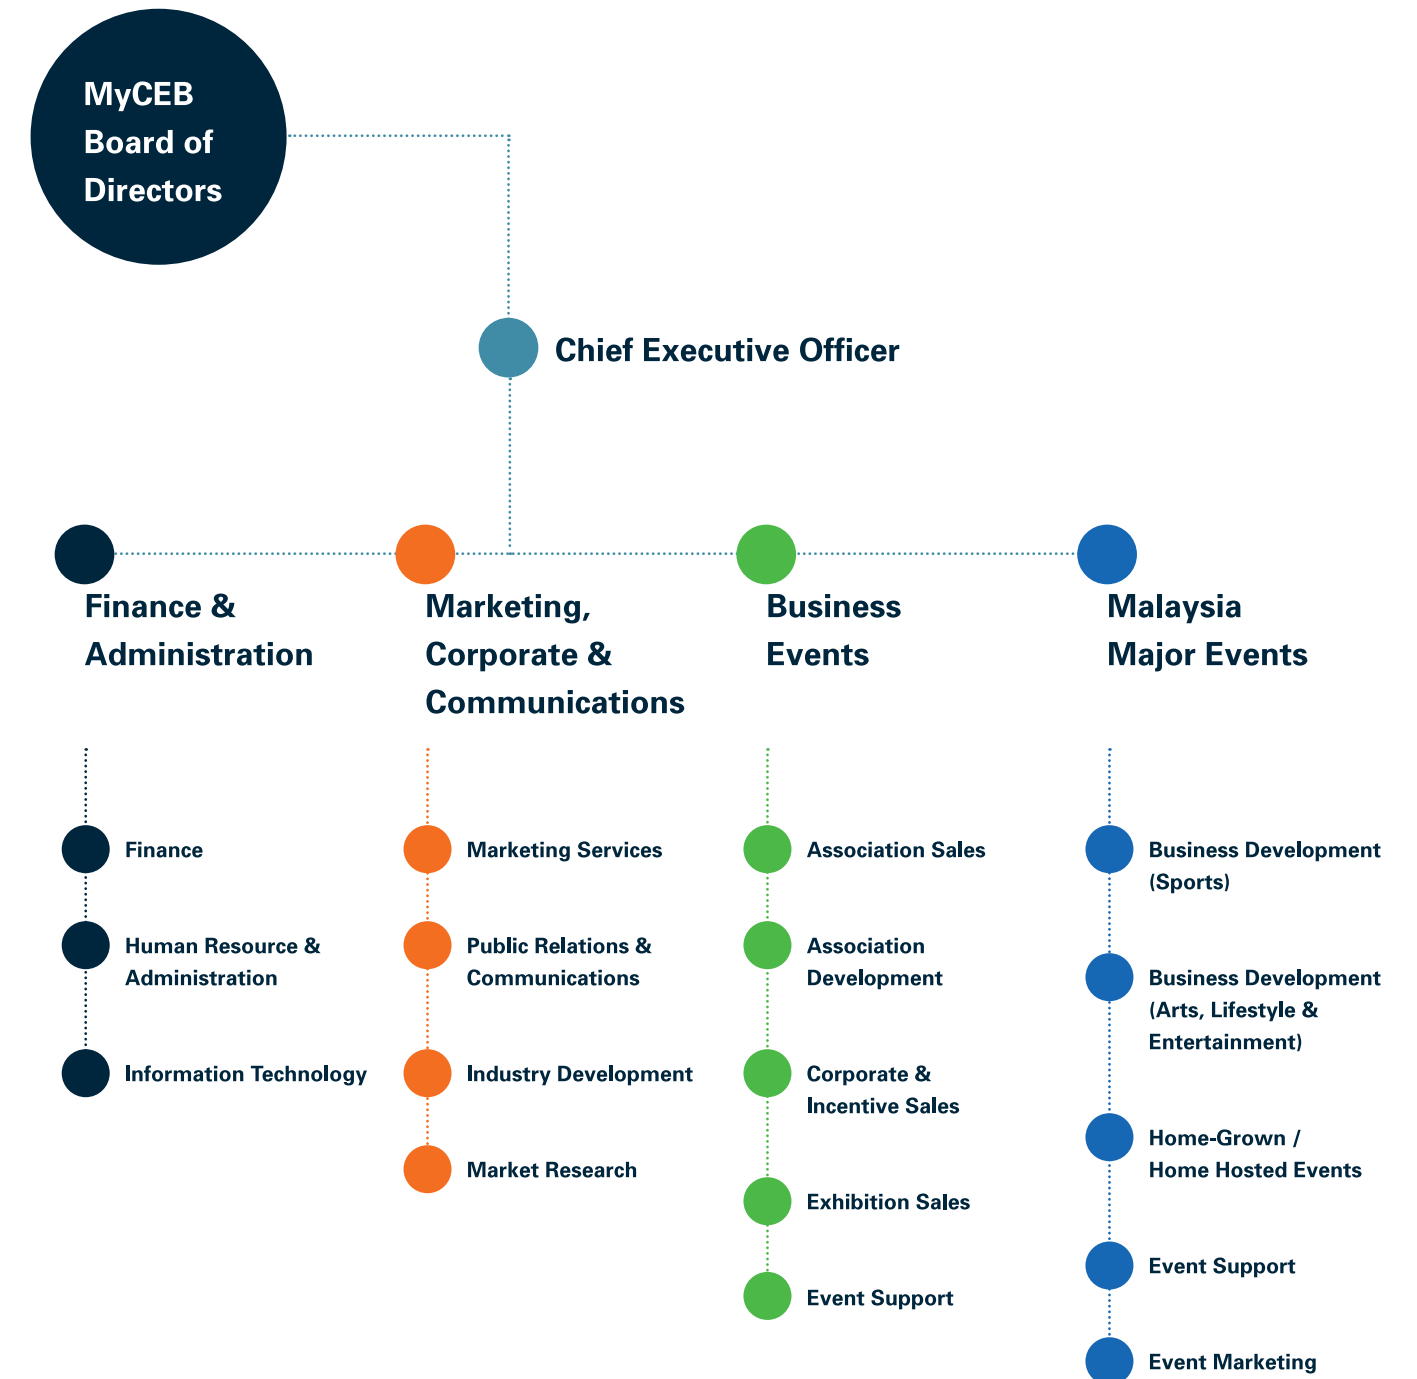 MyCEB
Board of
Directors
Chief Executive Officer
Finance &
Administration
Marketing,
Corporate &
Communications
Business
Events
Malaysia
Major Events
Finance
Human Resource &
Administration
Information Technology
Marketing Services
Public Relations &
Communications
Industry Development
Market Research
Association Sales
Association
Development
Corporate &
Incentive Sales
Exhibition Sales
Event Support
Business Development
(Sports)
Business Development
(Arts, Lifestyle &
Entertainment)
Home-Grown /
Home Hosted Events
Event Support
Event Marketing